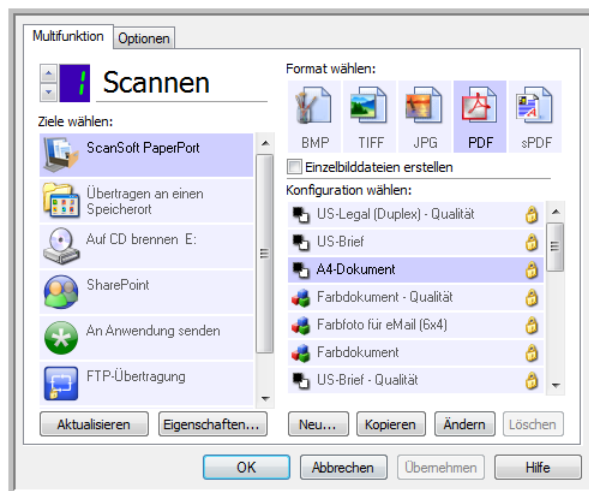 Multifunktion Optionen
1 Scannen
Ziele wählen:
ScanSoft PaperPort
Übertragen an einen
Speicherort
Auf CD brennen E:
SharePoint
An Anwendung senden
FTP-Übertragung
Aktualisieren Eigenschaften...
Format wählen:
BMP TIFF JPG PDF sPDF
Einzelbilddateien erstellen
Konfiguration wählen:
US-Legal (Duplex) - Qualität
US-Brief
A4-Dokument
Farbdokument - Qualität
Farbfoto für eMail (6x4)
Farbdokument
US-Brief - Qualität
Neu... Kopieren Ändern Löschen
OK Abbrechen Übernehmen Hilfe